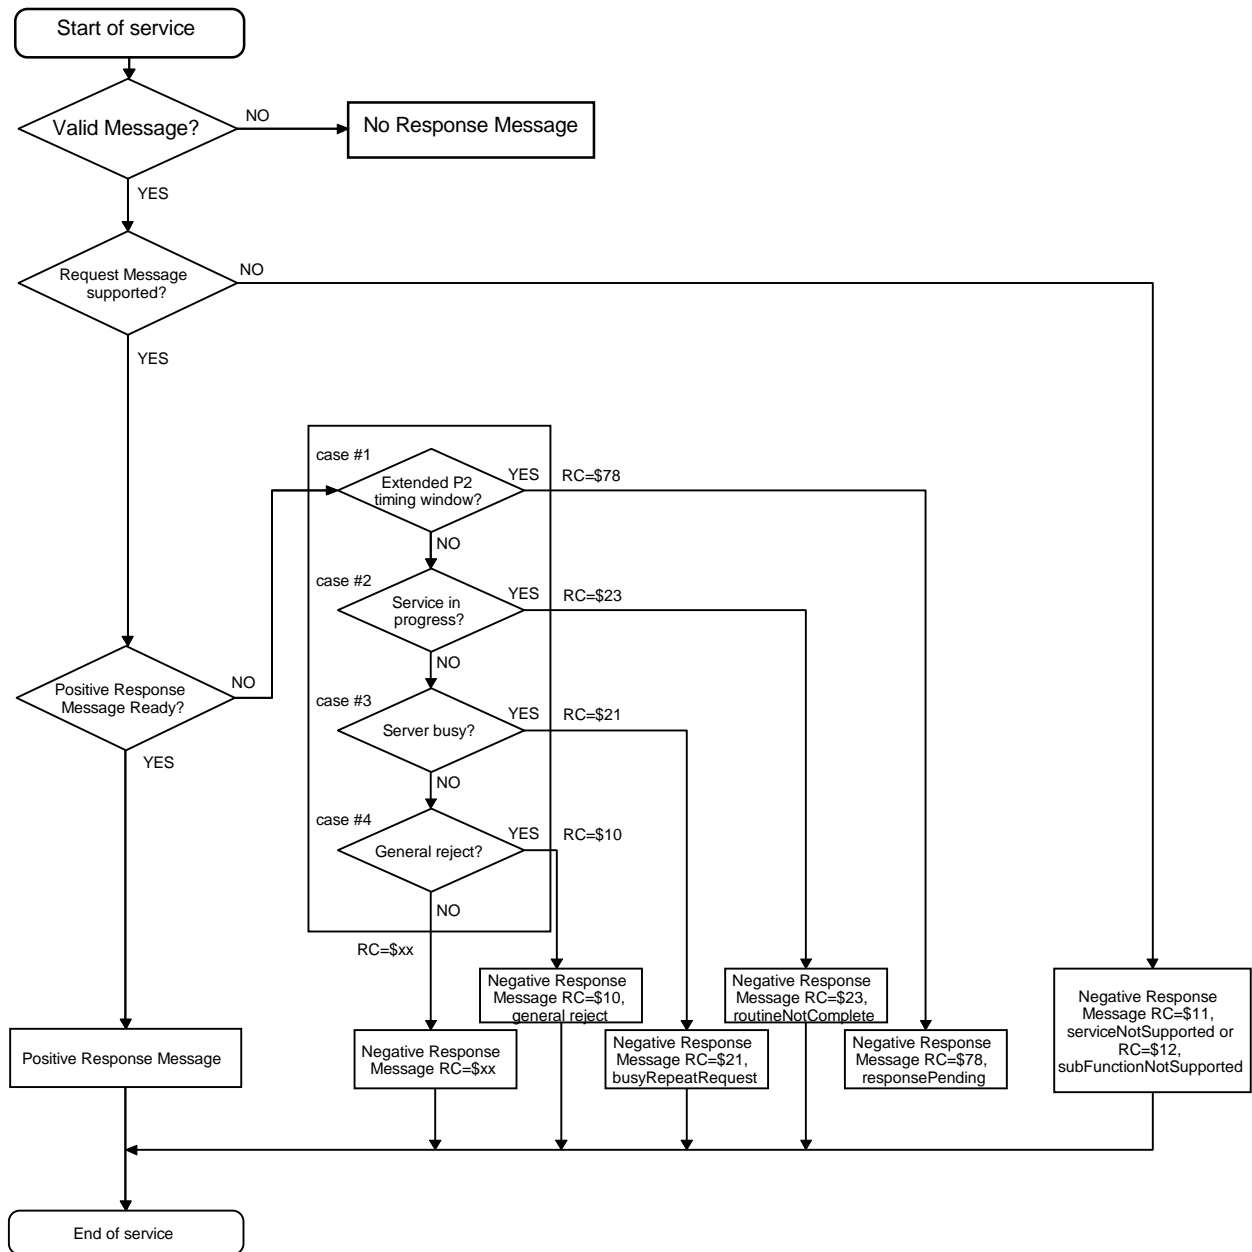 Start of service
Valid Message?
NO
No Response Message
YES
Request Message
supported?
NO
YES
case #1
Extended P2
timing window?
YES
RC=$78
NO
case #2
Service in
progress?
YES
RC=$23
NO
Positive Response
Message Ready?
NO
case #3
Server busy?
YES
RC=$21
NO
YES
case #4
General reject?
YES
RC=$10
NO
RC=$xx
Negative Response
Message RC=$10,
general reject
Negative Response
Message RC=$23,
routineNotComplete
Negative Response
Message RC=$11,
serviceNotSupported or
RC=$12,
subFunctionNotSupported
Positive Response Message
Negative Response
Message RC=$xx
Negative Response
Message RC=$21,
busyRepeatRequest
Negative Response
Message RC=$78,
responsePending
End of service